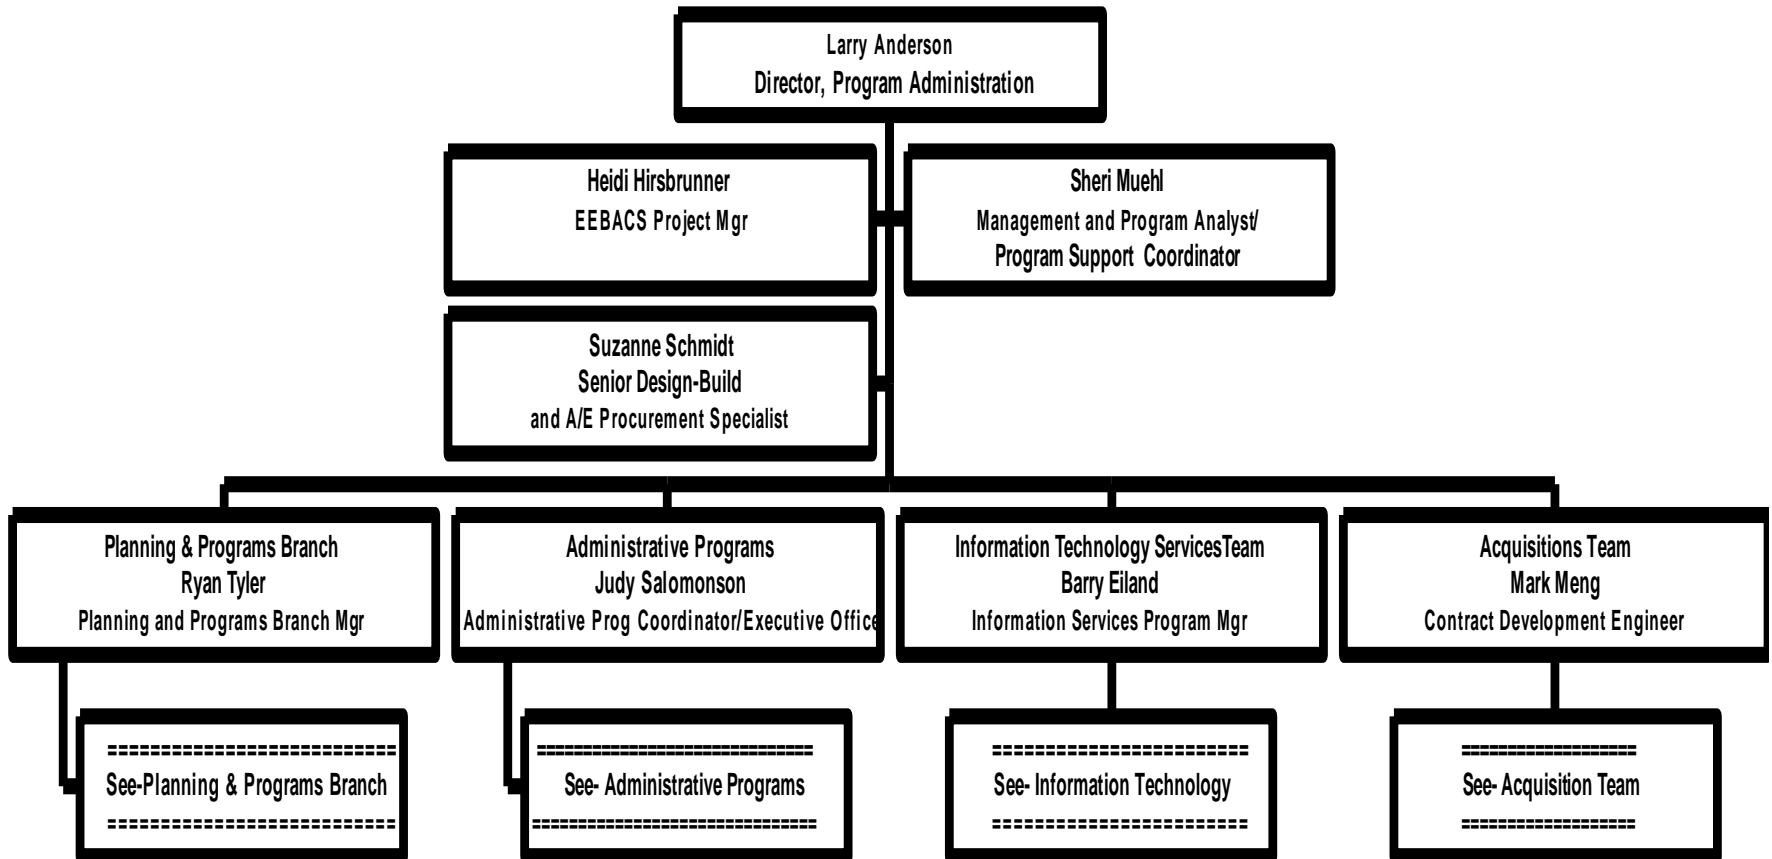 Larry Anderson
Director, Program Administration
Heidi Hirsbrunner
EEBACS Project Mgr
Sheri Muehl
Management and Program Analyst/
Program Support Coordinator
Suzanne Schmidt
Senior Design-Build
and A/E Procurement Specialist
Planning & Programs Branch
Ryan Tyler
Planning and Programs Branch Mgr
Administrative Programs
Judy Salomonson
Administrative Prog Coordinator/Executive Office
Information Technology ServicesTeam
Barry Eiland
Information Services Program Mgr
Acquisitions Team
Mark Meng
Contract Development Engineer
===========================
See-Planning & Programs Branch
===========================
==============================
See- Administrative Programs
===============================
========================
See- Information Technology
========================
===================
See- Acquisition Team
===================